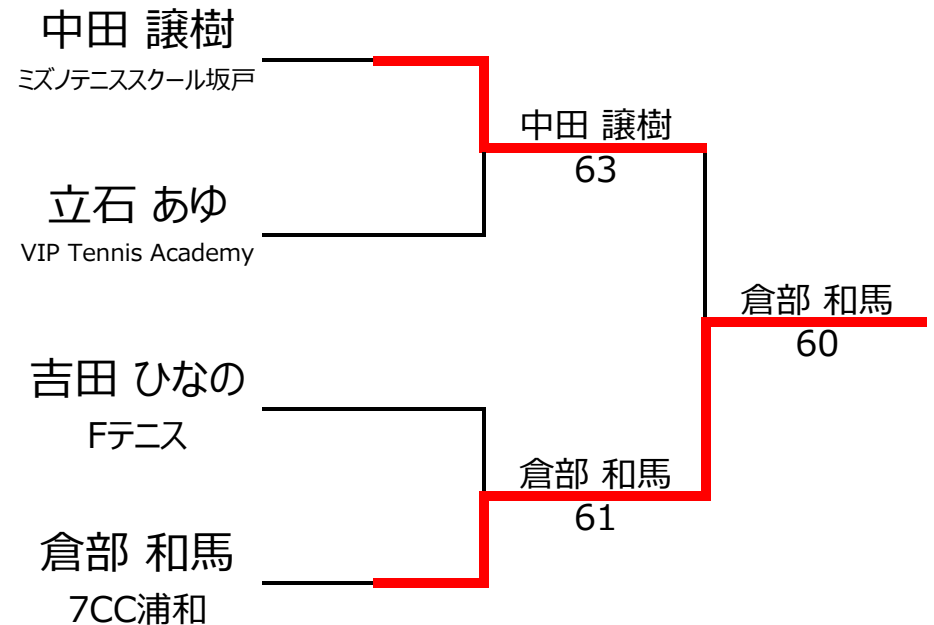 中田 譲樹
ミズノテニススクール坂戸
中田 譲樹
63
立石 あゆ
VIP Tennis Academy
倉部 和馬
60
吉田 ひなの
Fテニス
倉部 和馬
61
倉部 和馬
7CC浦和